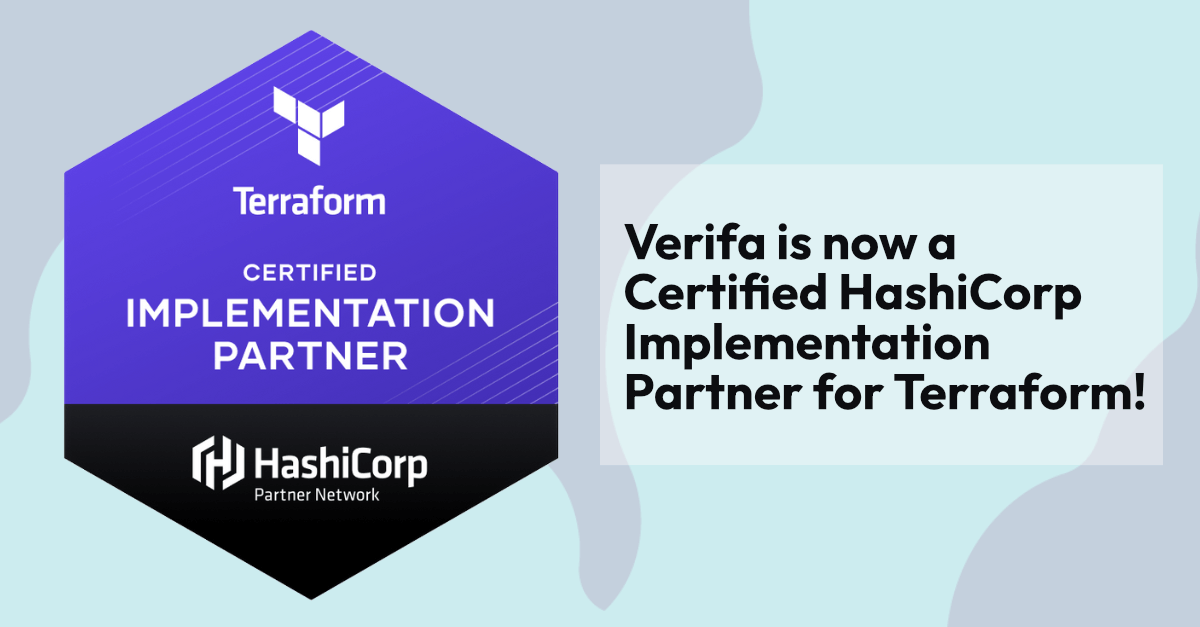 Terraform
CERTIFIED
IMPLEMENTATION
PARTNER
HashiCorp
Partner Network
Verifa is now a
Certified HashiCorp
Implementation
Partner for Terraform!